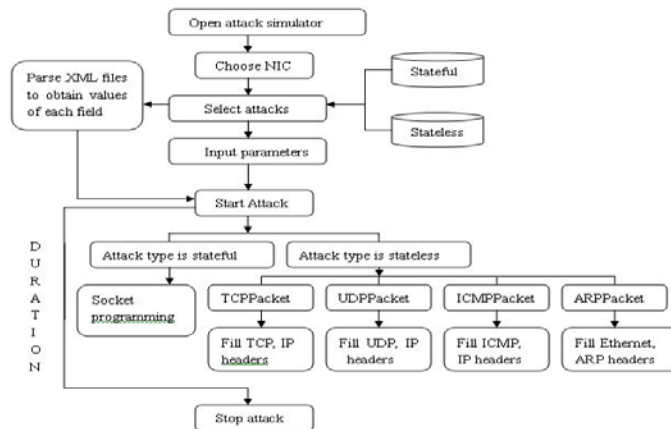 Open attack simulator
Choose NIC
Parse XML files
to obtain values
of each field
Select attacks
Stateful
Stateless
Input parameters
Start Attack
DURATION
Attack type is stateful
Attack type is stateless
Socket
programming
TCPPacket
UDPPacket
ICMPPacket
ARPPacket
Fill TCP, IP
headers
Fill UDP, IP
headers
Fill ICMP,
IP headers
Fill Ethernet,
ARP headers
Stop attack